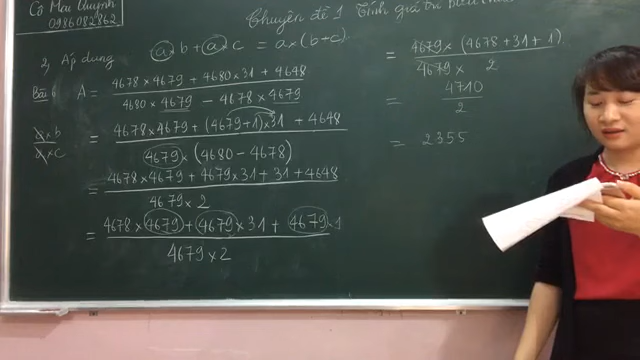 Cô Mai Quỳnh
0986082862
Chuyên đề 1 Tính giá trị biểu
2, Áp dụng
a×b + a×c = a×(b+c)
Bài 6 A = (4678×4679 + 4680×31 + 4648) / (4680×4679 − 4678×4679)
a×b / a×c
= (4678×4679 + (4679+1)×31 + 4648) / (4679×(4680−4678))
= (4678×4679 + 4679×31 + 31 + 4648) / (4679×2)
= (4678×4679 + 4679×31 + 4679×1) / (4679×2)
= (4679×(4678+31+1)) / (4679×2)
= 4710 / 2
= 2355